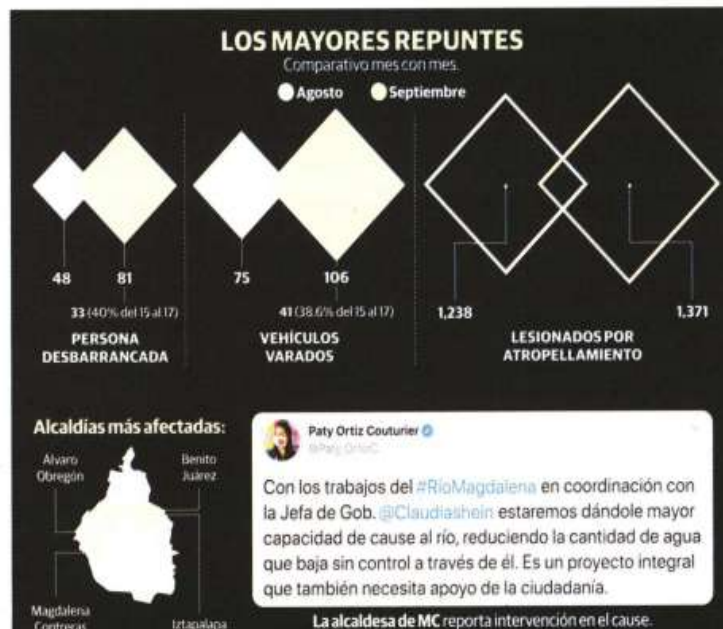 LOS MAYORES REPUNTES
Comparativo mes con mes.
Agosto Septiembre
48 81
33 (40% del 15 al 17)
PERSONA
DESBARRANCADA
75 106
41 (38.6% del 15 al 17)
VEHÍCULOS
VARADOS
1,238 1,371
LESIONADOS POR
ATROPELLAMIENTO
Alcaldías más afectadas:
Alvaro
Obregón
Benito
Juárez
Magdalena
Contreras
Iztapalapa
Paty Ortiz Couturier
Con los trabajos del #RíoMagdalena en coordinación con
la Jefa de Gob. @Claudiashein estaremos dándole mayor
capacidad de cause al río, reduciendo la cantidad de agua
que baja sin control a través de él. Es un proyecto integral
que también necesita apoyo de la ciudadanía.
La alcaldesa de MC reporta intervención en el cause.